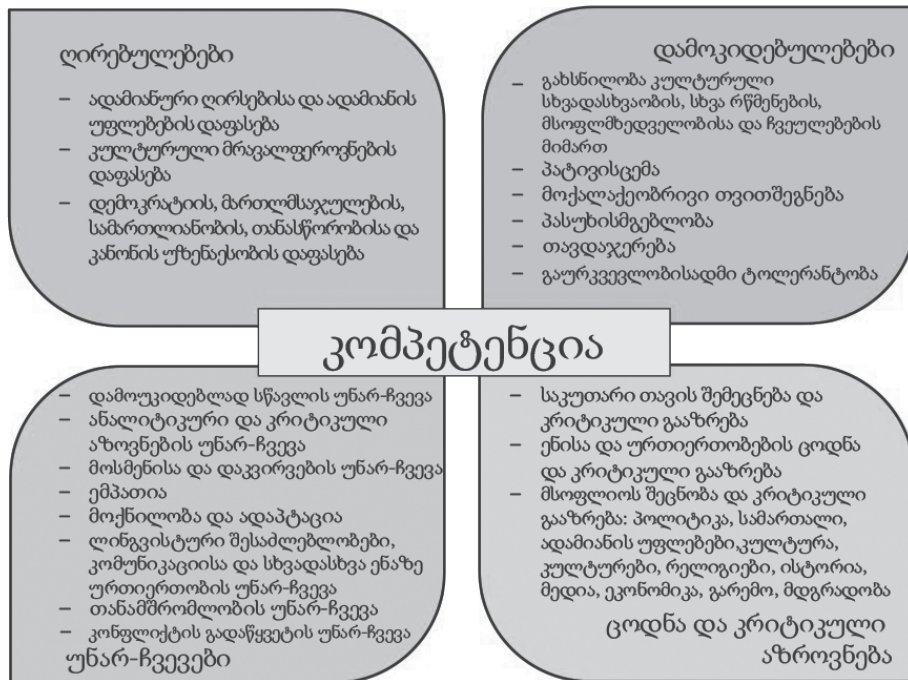 ღირებულებები
– ადამიანური ღირსებისა და ადამიანის
უფლებების დაფასება
– კულტურული მრავალფეროვნების
დაფასება
– დემოკრატიის, მართლმსაჯულების,
სამართლიანობის, თანასწორობისა და
კანონის უზენაესობის დაფასება
დამოკიდებულებები
– გახსნილობა კულტურული
სხვადასხვაობის, სხვა რწმენების,
მსოფლმხედველობისა და ჩვეულებების
მიმართ
– პატივისცემა
– მოქალაქეობრივი თვითშეგნება
– პასუხისმგებლობა
– თავდაჯერება
– გაურკვევლობისადმი ტოლერანტობა
კომპეტენცია
– დამოუკიდებლად სწავლის უნარ-ჩვევა
– ანალიტიკური და კრიტიკული
აზოვნების უნარ-ჩვევა
– მოსმენისა და დაკვირვების უნარ-ჩვევა
– ემპათია
– მოქნილობა და ადაპტაცია
– ლინგვისტური შესაძლებლობები,
კომუნიკაციისა და სხვადასხვა ენაზე
ურთიერთობის უნარ-ჩვევა
– თანამშრომლობის უნარ-ჩვევა
– კონფლიქტის გადაწყვეტის უნარ-ჩვევა
უნარ-ჩვევები
– საკუთარი თავის შემეცნება და
კრიტიკული გააზრება
– ენისა და ურთიერთობების ცოდნა
და კრიტიკული გააზრება
– მსოფლიოს შეცნობა და კრიტიკული
გააზრება: პოლიტიკა, სამართალი,
ადამიანის უფლებები,კულტურა,
კულტურები, რელიგიები, ისტორია,
მედია, ეკონომიკა, გარემო, მდგრადობა
ცოდნა და კრიტიკული
აზროვნება